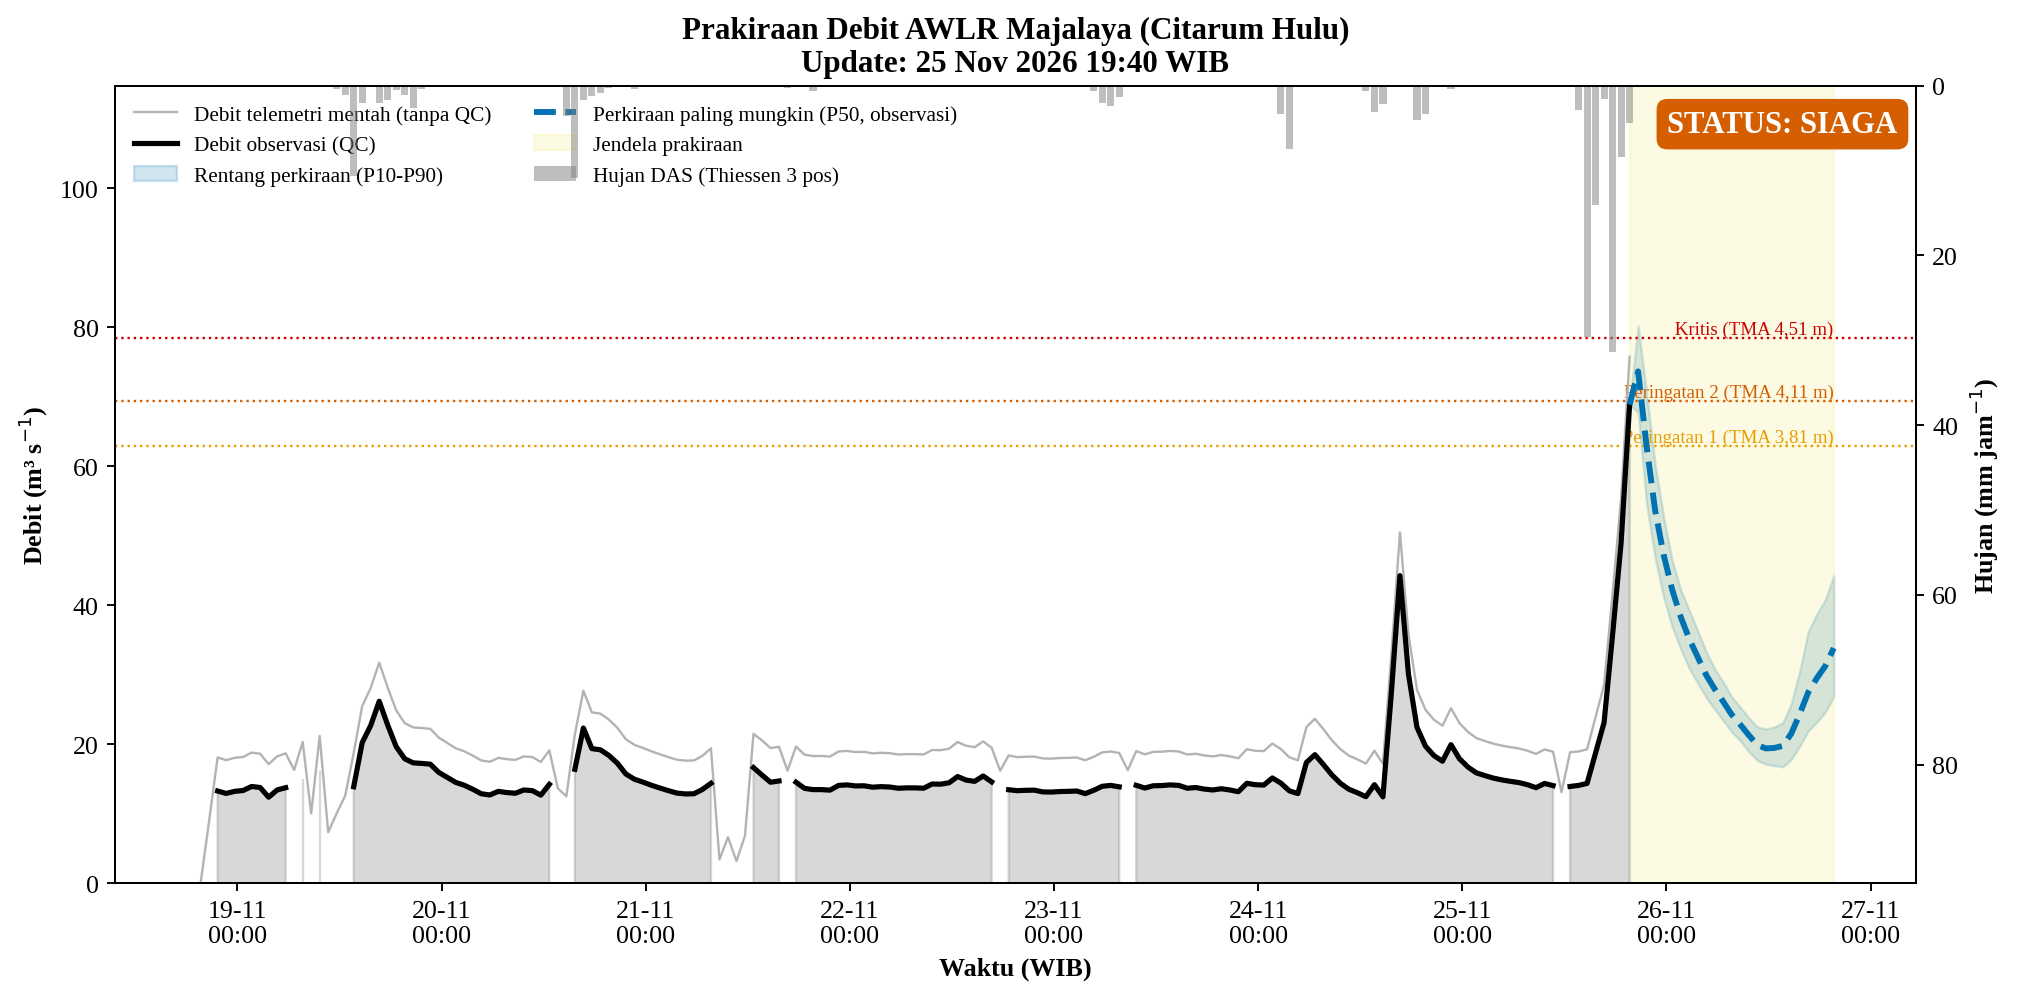 Prakiraan Debit AWLR Majalaya (Citarum Hulu)
Update: 25 Nov 2026 19:40 WIB
Debit telemetri mentah (tanpa QC)
Debit observasi (QC)
Rentang perkiraan (P10-P90)
Perkiraan paling mungkin (P50, observasi)
Jendela prakiraan
Hujan DAS (Thiessen 3 pos)
STATUS: SIAGA
Kritis (TMA 4,51 m)
Peringatan 2 (TMA 4,11 m)
Peringatan 1 (TMA 3,81 m)
Debit (m³ s⁻¹)
100
80
60
40
20
0
Hujan (mm jam⁻¹)
0
20
40
60
80
19-11
00:00
20-11
00:00
21-11
00:00
22-11
00:00
23-11
00:00
24-11
00:00
25-11
00:00
26-11
00:00
27-11
00:00
Waktu (WIB)